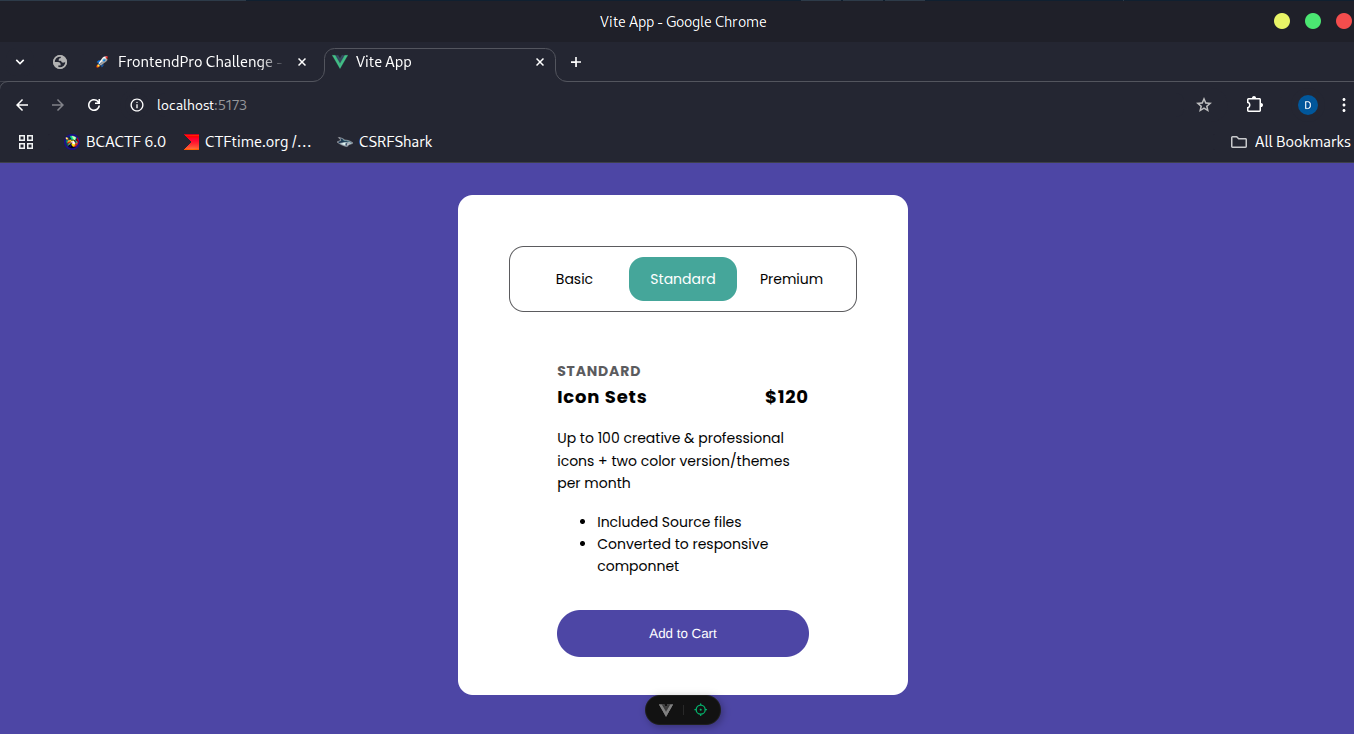 Vite App - Google Chrome
FrontendPro Challenge -
Vite App
localhost:5173
D
BCACTF 6.0
CTFtime.org /...
CSRFShark
All Bookmarks
Basic
Standard
Premium
STANDARD
Icon Sets
$120
Up to 100 creative & professional
icons + two color version/themes
per month
• Included Source files
• Converted to responsive
componnet
Add to Cart